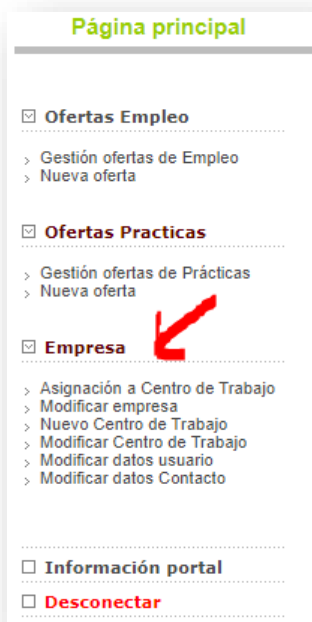 Página principal
Ofertas Empleo
Gestión ofertas de Empleo
Nueva oferta
Ofertas Practicas
Gestión ofertas de Prácticas
Nueva oferta
Empresa
Asignación a Centro de Trabajo
Modificar empresa
Nuevo Centro de Trabajo
Modificar Centro de Trabajo
Modificar datos usuario
Modificar datos Contacto
Información portal
Desconectar